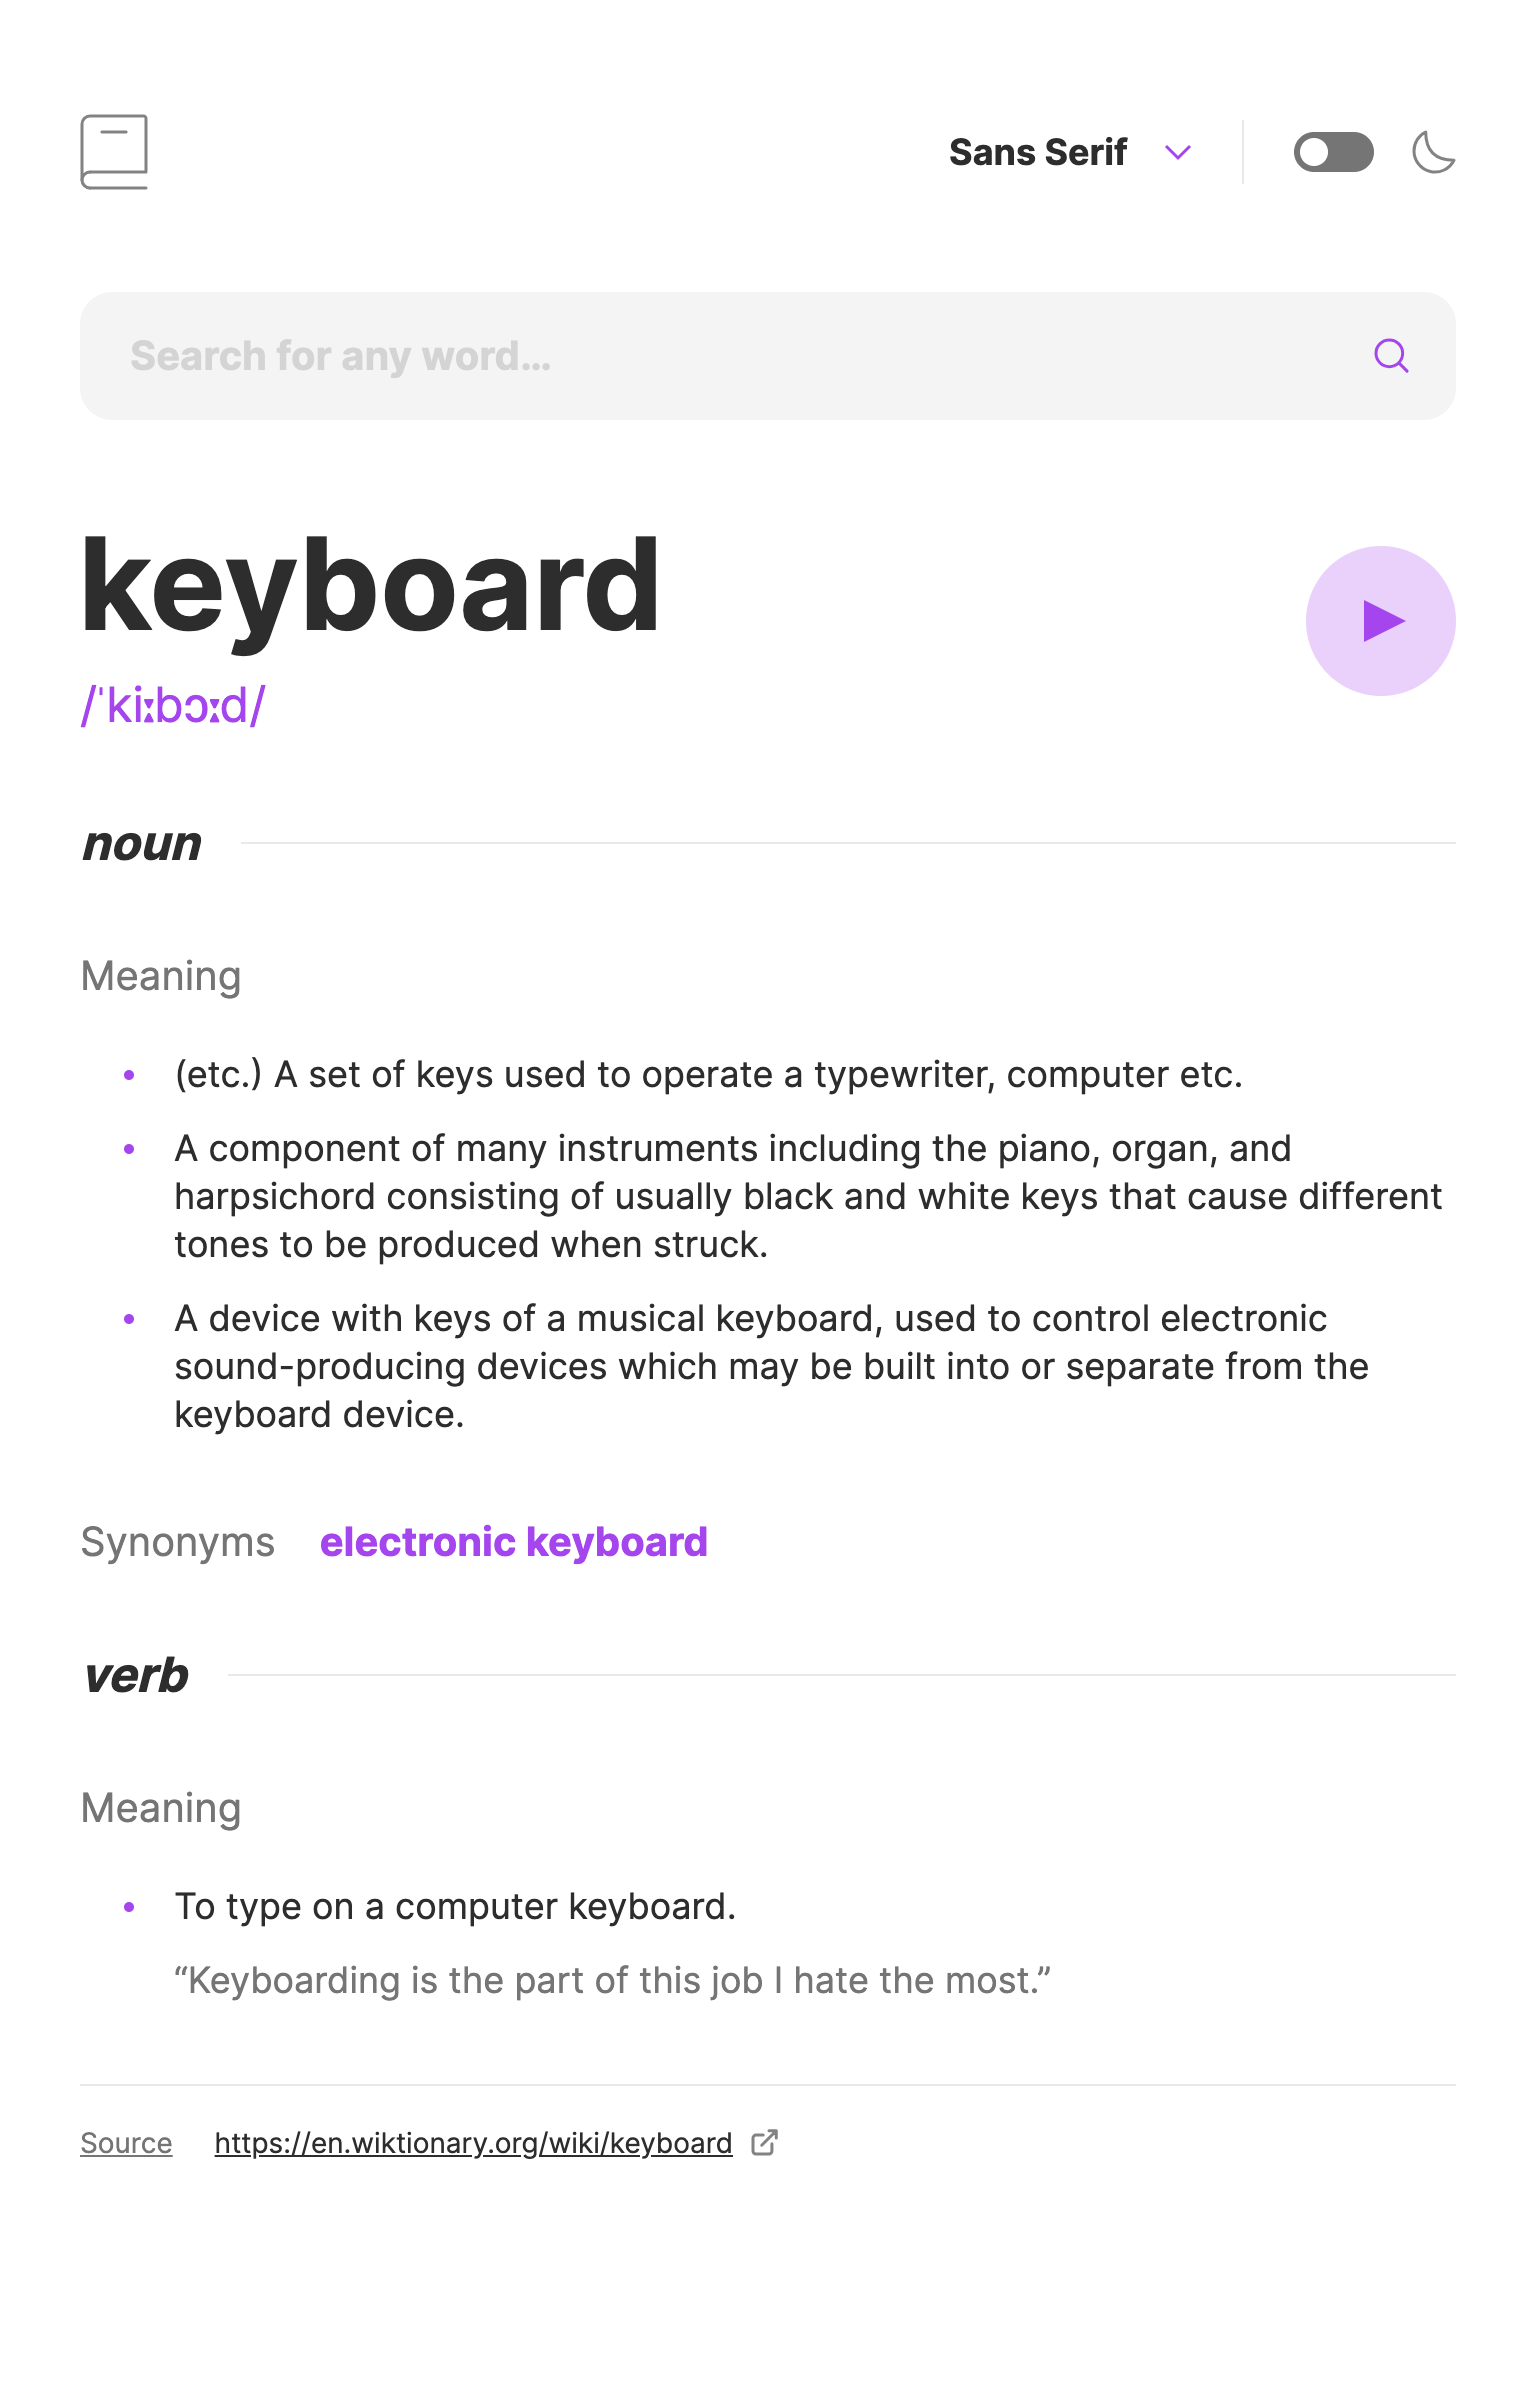 Sans Serif
Search for any word…
keyboard
/ˈkiːbɔːd/
noun
Meaning
(etc.) A set of keys used to operate a typewriter, computer etc.
A component of many instruments including the piano, organ, and
harpsichord consisting of usually black and white keys that cause different
tones to be produced when struck.
A device with keys of a musical keyboard, used to control electronic
sound-producing devices which may be built into or separate from the
keyboard device.
Synonyms electronic keyboard
verb
Meaning
To type on a computer keyboard.
“Keyboarding is the part of this job I hate the most.”
Source https://en.wiktionary.org/wiki/keyboard